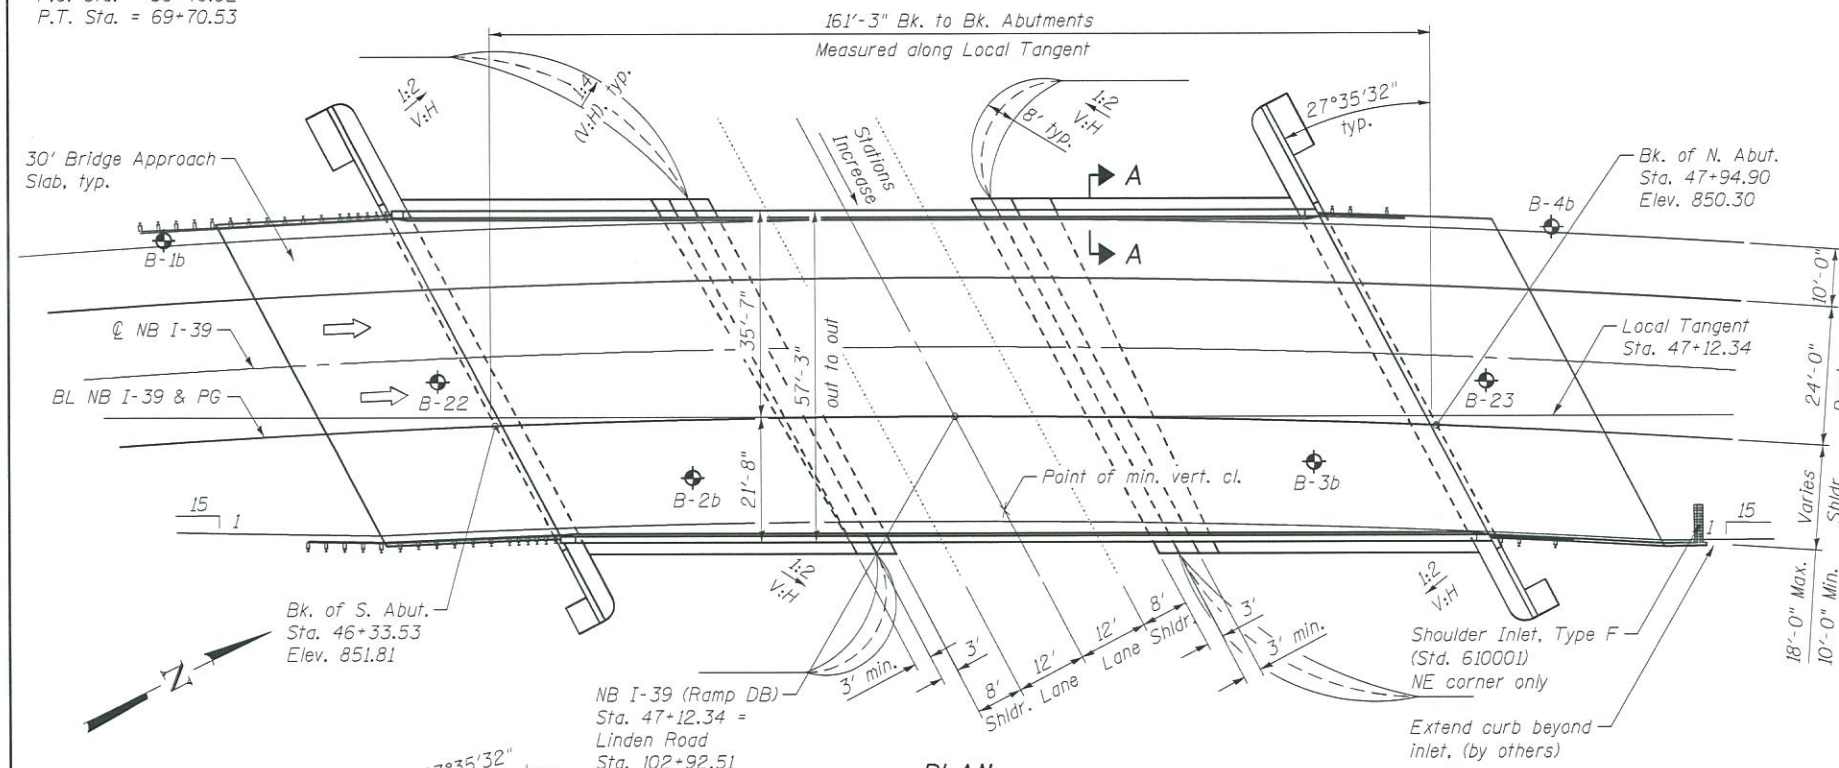 P.T. Sta. = 69+70.53
161'-3" Bk. to Bk. Abutments
Measured along Local Tangent
1:2
V:H
1:4
(V:H), typ.
Stations
Increase
8' typ.
1:2
V:H
27°35'32"
typ.
30' Bridge Approach
Slab, typ.
A
A
Bk. of N. Abut.
Sta. 47+94.90
Elev. 850.30
B-4b
B-1b
10'-0"
35'-7"
57'-3"
out to out
℄ NB I-39
Local Tangent
Sta. 47+12.34
24'-0"
BL NB I-39 & PG
B-22
B-23
21'-8"
B-2b
Point of min. vert. cl.
B-3b
Varies
Shldr.
15
1
15
1
1:2
V:H
1:2
V:H
18'-0" Max.
10'-0" Min.
Bk. of S. Abut.
Sta. 46+33.53
Elev. 851.81
N
3' min.
3'
8'
Shldr.
12'
Lane
12'
Lane
8'
Shldr.
3'
3' min.
Shoulder Inlet, Type F
(Std. 610001)
NE corner only
NB I-39 (Ramp DB)
Sta. 47+12.34 =
Linden Road
Sta. 102+92.51
Extend curb beyond
inlet, (by others)